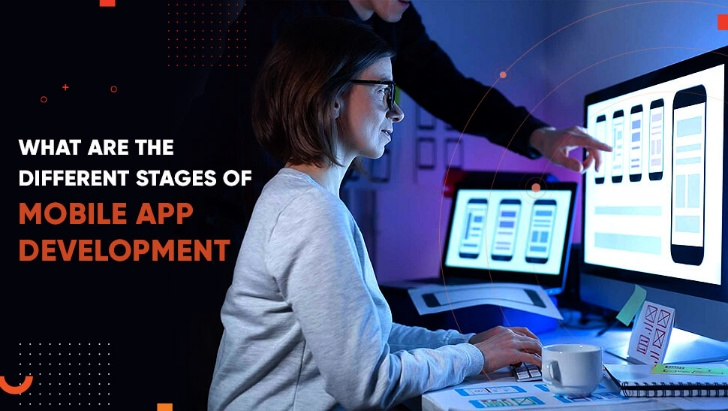 WHAT ARE THE
DIFFERENT STAGES OF
MOBILE APP
DEVELOPMENT